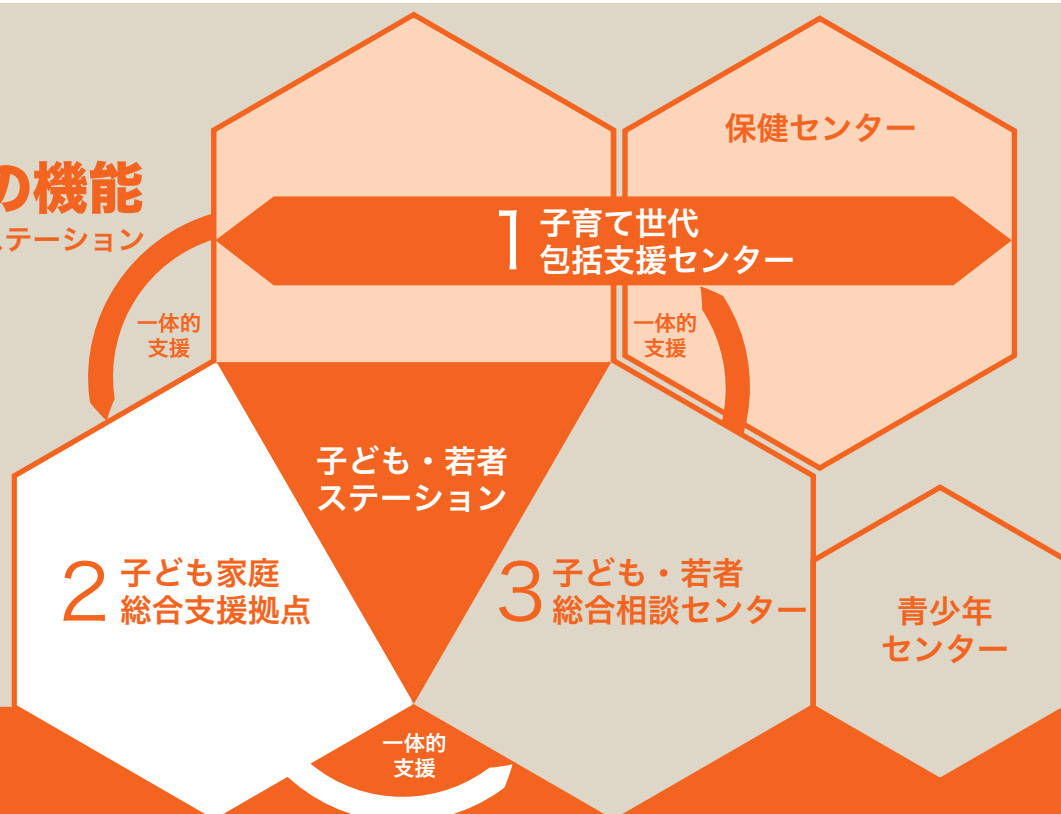 の機能
ステーション
保健センター
1 子育て世代
包括支援センター
一体的
支援
一体的
支援
子ども・若者
ステーション
2 子ども家庭
総合支援拠点
3 子ども・若者
総合相談センター
青少年
センター
一体的
支援